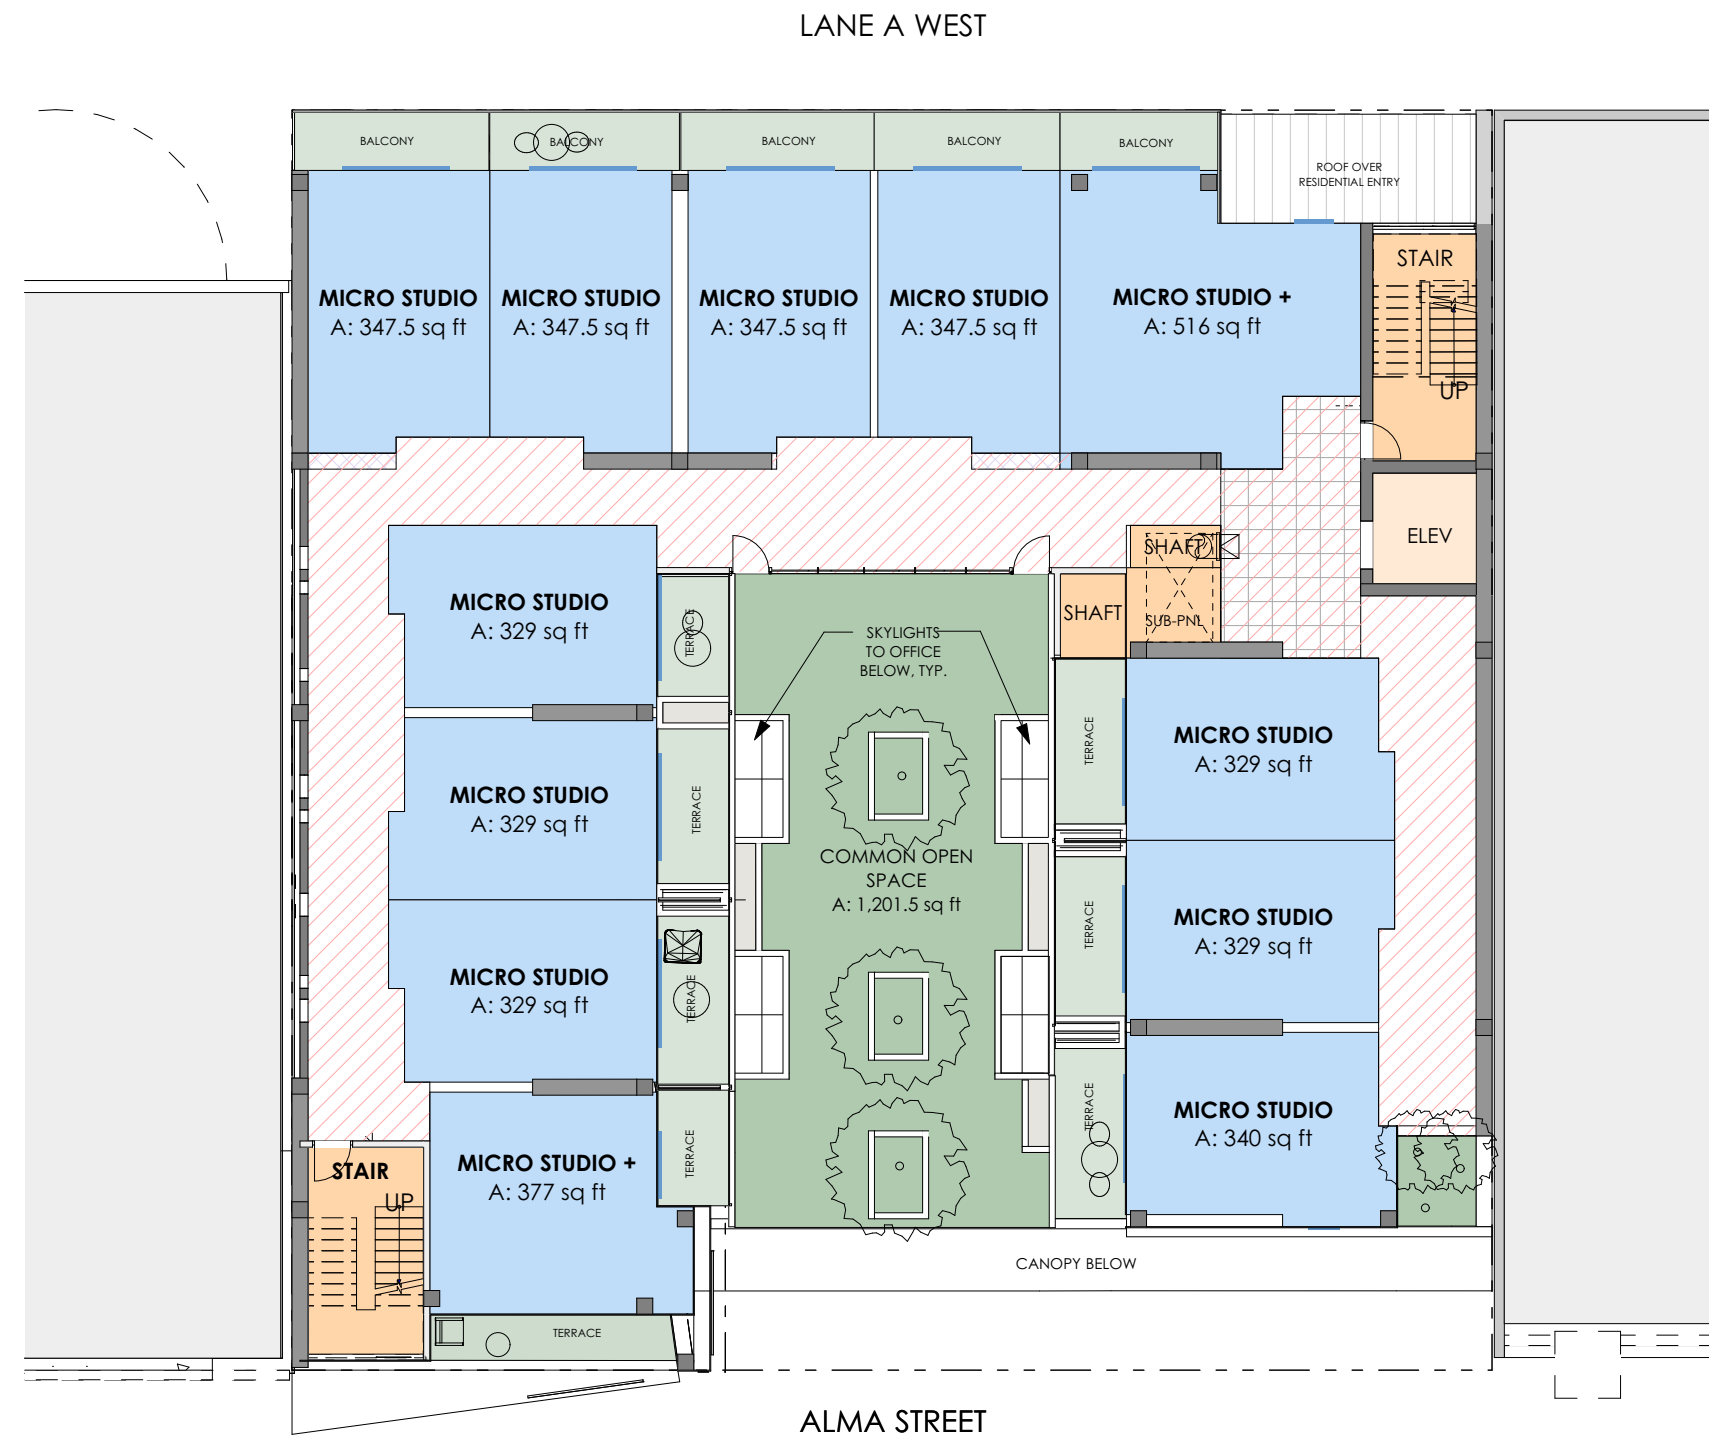 LANE A WEST
BALCONY
BALCONY
BALCONY
BALCONY
BALCONY
ROOF OVER
RESIDENTIAL ENTRY
MICRO STUDIO
A: 347.5 sq ft
MICRO STUDIO
A: 347.5 sq ft
MICRO STUDIO
A: 347.5 sq ft
MICRO STUDIO
A: 347.5 sq ft
MICRO STUDIO +
A: 516 sq ft
STAIR
UP
ELEV
SHAFT
SHAFT
SUB-PNL
MICRO STUDIO
A: 329 sq ft
TERRACE
SKYLIGHTS
TO OFFICE
BELOW, TYP.
MICRO STUDIO
A: 329 sq ft
TERRACE
TERRACE
MICRO STUDIO
A: 329 sq ft
COMMON OPEN
SPACE
A: 1,201.5 sq ft
TERRACE
MICRO STUDIO
A: 329 sq ft
MICRO STUDIO
A: 329 sq ft
TERRACE
TERRACE
MICRO STUDIO
A: 340 sq ft
STAIR
UP
MICRO STUDIO +
A: 377 sq ft
TERRACE
CANOPY BELOW
TERRACE
ALMA STREET